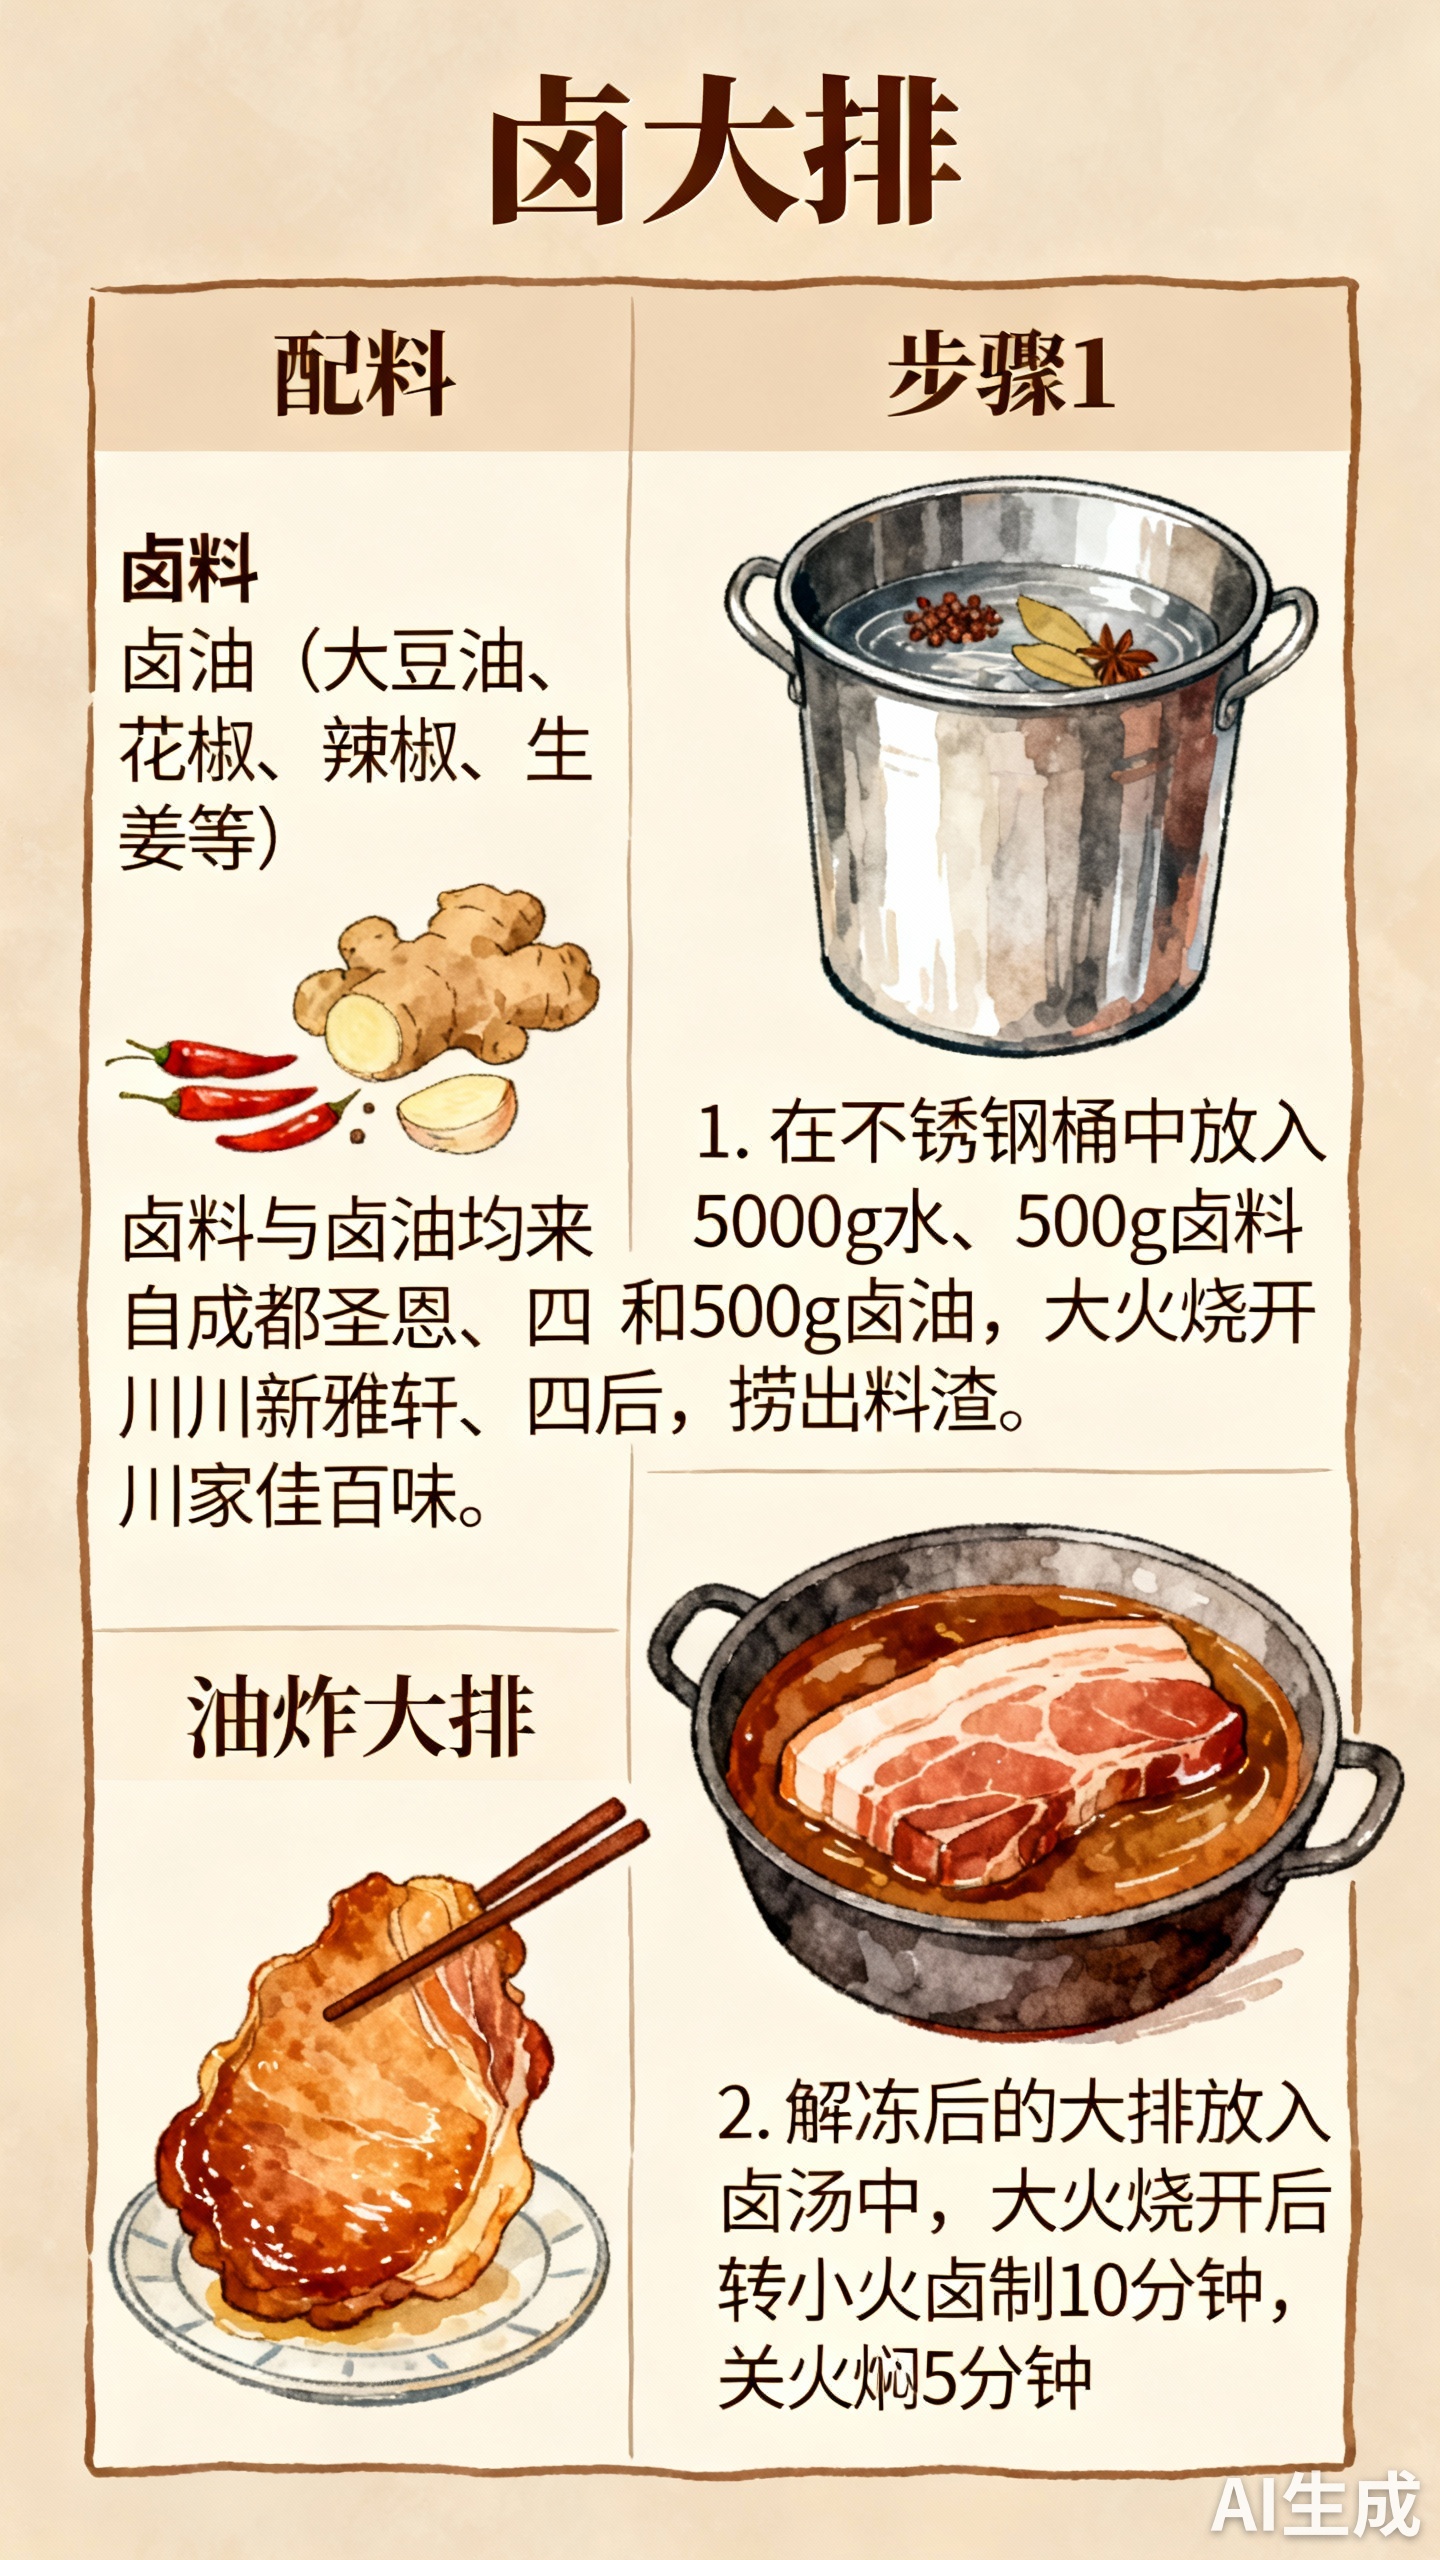 卤大排
配料
卤料
卤油（大豆油、
花椒、辣椒、生
姜等）
卤料与卤油均来
自成都圣恩、四
川川新雅轩、四
川家佳百味。
油炸大排
步骤1
1. 在不锈钢桶中放入
5000g水、500g卤料
和500g卤油，大火烧开
后，捞出料渣。
2. 解冻后的大排放入
卤汤中，大火烧开后
转小火卤制10分钟，
关火焖5分钟
AI生成